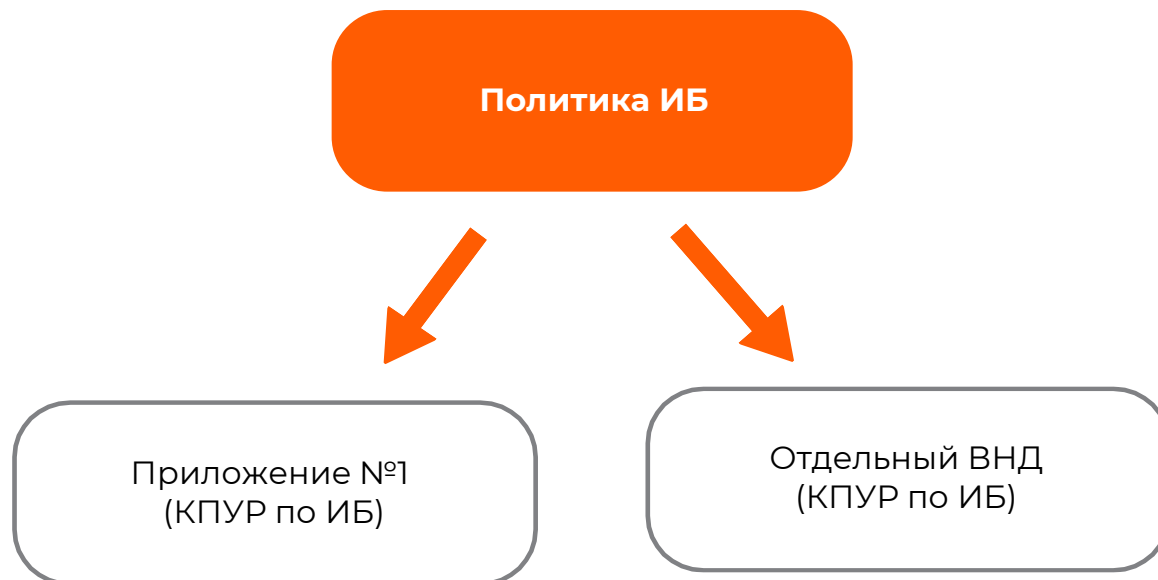 Политика ИБ
Приложение №1
(КПУР по ИБ)
Отдельный ВНД
(КПУР по ИБ)